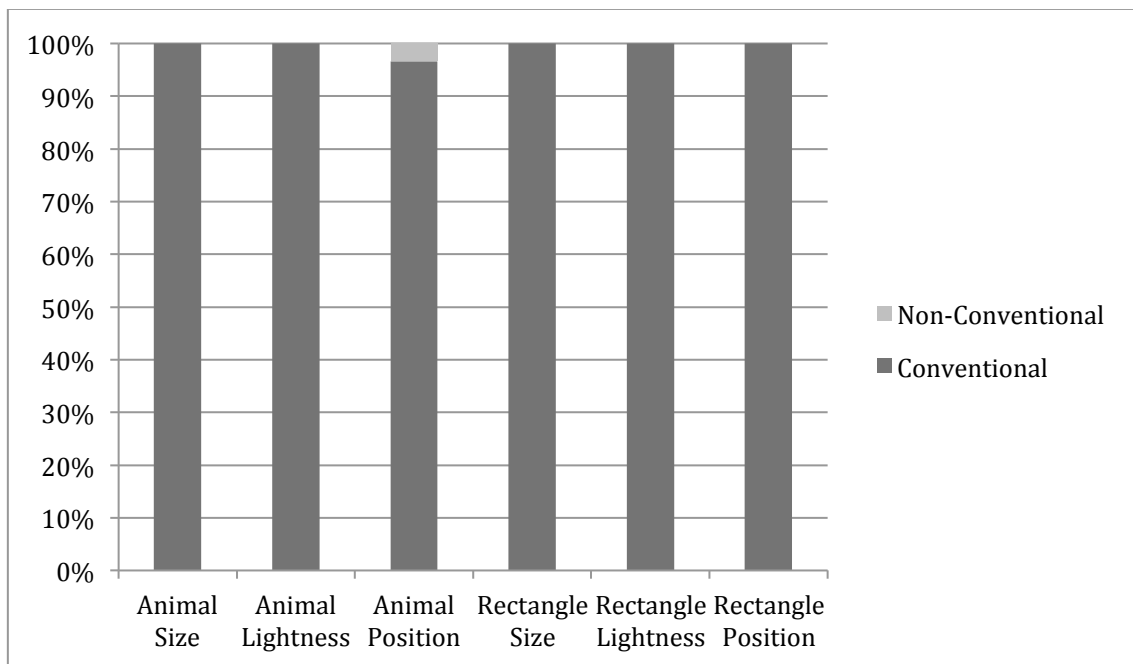 100%
90%
80%
70%
60%
50%
40%
30%
20%
10%
0%
Animal
Size
Animal
Lightness
Animal
Position
Rectangle
Size
Rectangle
Lightness
Rectangle
Position
Non-Conventional
Conventional